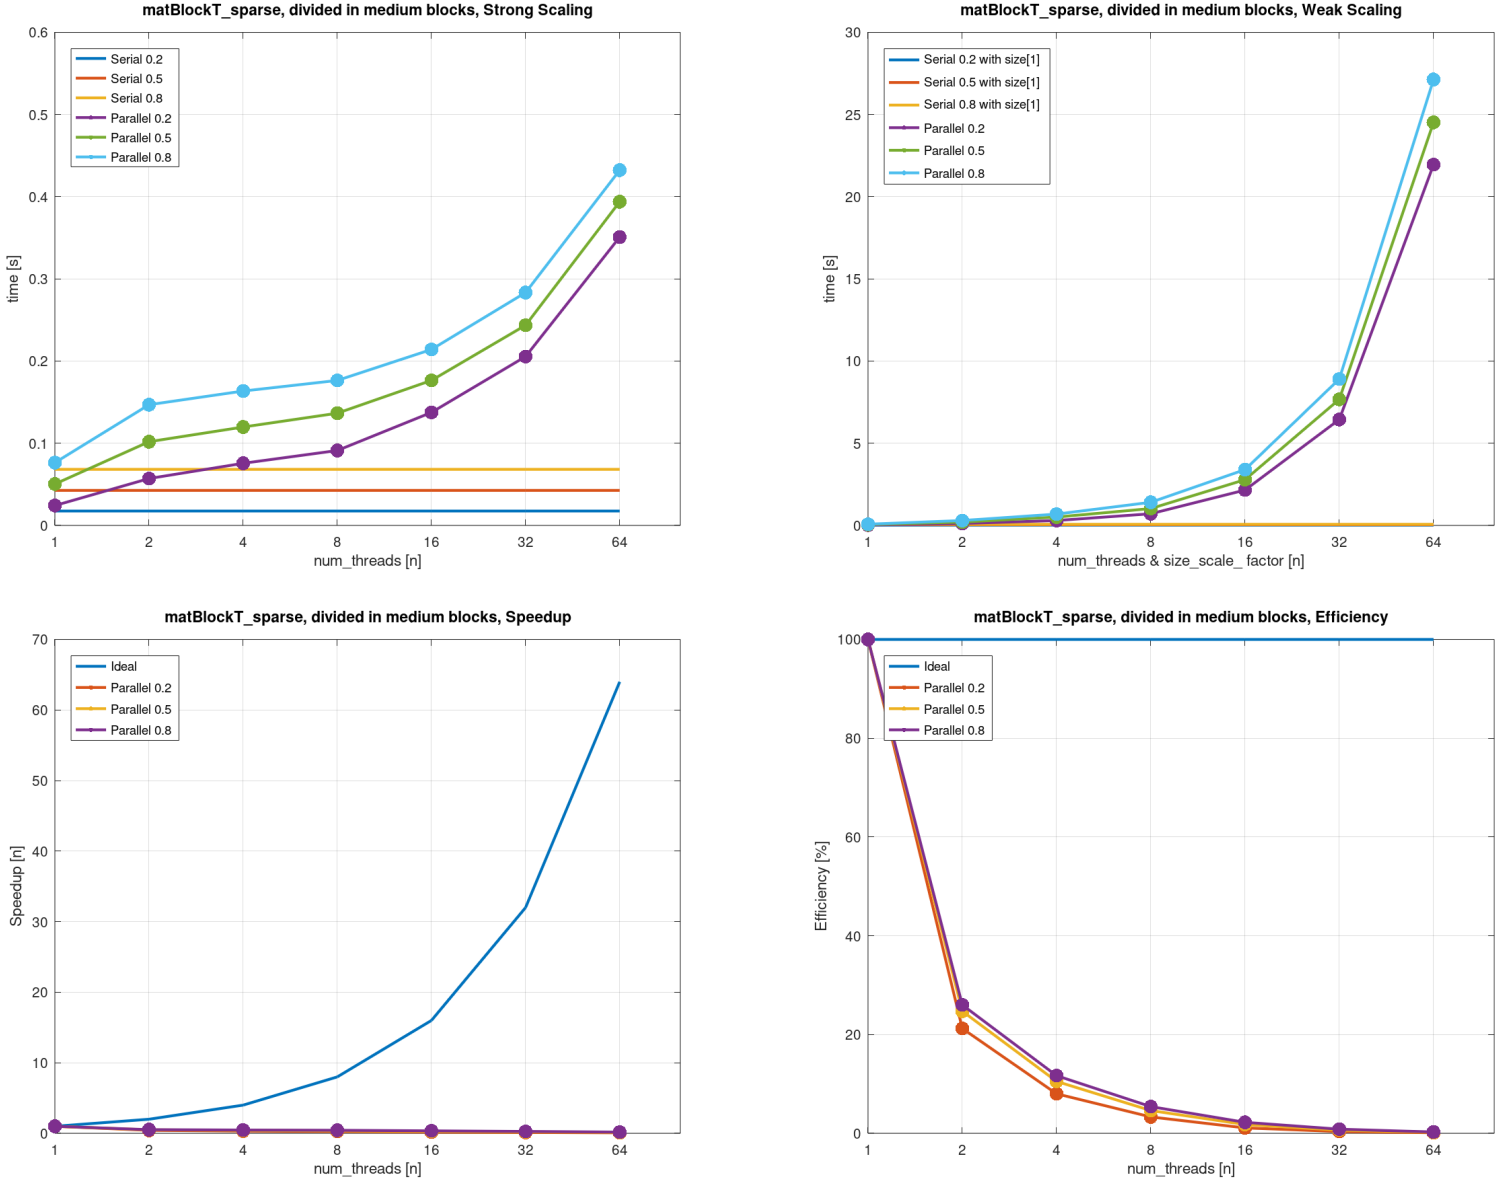 matBlockT_sparse, divided in medium blocks, Strong Scaling
0.6
0.5
0.4
0.3
0.2
0.1
0
time [s]
Serial 0.2
Serial 0.5
Serial 0.8
Parallel 0.2
Parallel 0.5
Parallel 0.8
1 2 4 8 16 32 64
num_threads [n]
matBlockT_sparse, divided in medium blocks, Weak Scaling
30
25
20
15
10
5
0
time [s]
Serial 0.2 with size[1]
Serial 0.5 with size[1]
Serial 0.8 with size[1]
Parallel 0.2
Parallel 0.5
Parallel 0.8
1 2 4 8 16 32 64
num_threads & size_scale_ factor [n]
matBlockT_sparse, divided in medium blocks, Speedup
70
60
50
40
30
20
10
0
Speedup [n]
Ideal
Parallel 0.2
Parallel 0.5
Parallel 0.8
1 2 4 8 16 32 64
num_threads [n]
matBlockT_sparse, divided in medium blocks, Efficiency
100
80
60
40
20
0
Efficiency [%]
Ideal
Parallel 0.2
Parallel 0.5
Parallel 0.8
1 2 4 8 16 32 64
num_threads [n]